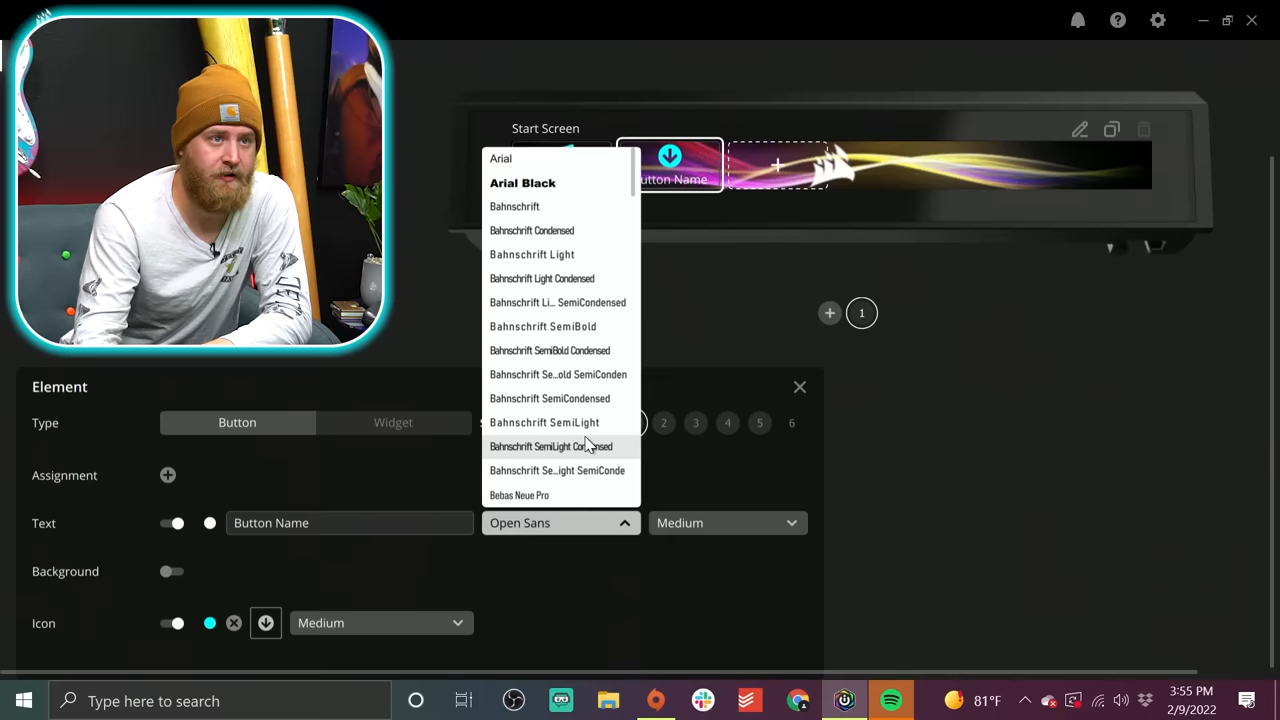 Start Screen
Button Name
Arial
Arial Black
Bahnschrift
Bahnschrift Condensed
Bahnschrift Light
Bahnschrift Light Condensed
Bahnschrift Li... SemiCondensed
Bahnschrift SemiBold
Bahnschrift SemiBold Condensed
Bahnschrift Se...old SemiConden
Bahnschrift SemiCondensed
Bahnschrift SemiLight
Bahnschrift SemiLight Condensed
Bahnschrift Se...ight SemiConde
Bebas Neue Pro
1
Element
Type
Button
Widget
2
3
4
5
6
Assignment
Text
Button Name
Open Sans
Medium
Background
Icon
Medium
Type here to search
81°F
3:55 PM
2/9/2022